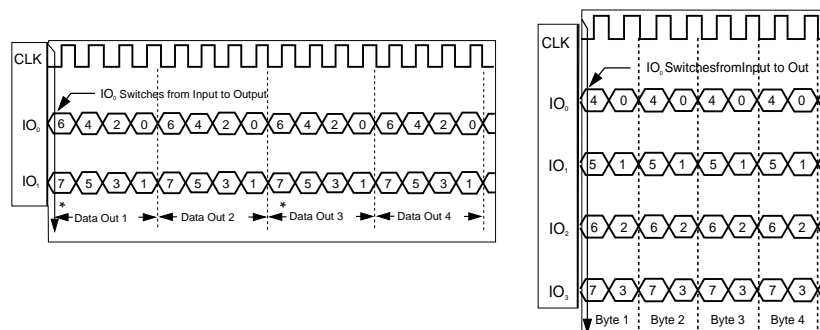 CLK
IO₀ Switches from Input to Output
IO₀ 6 4 2 0 6 4 2 0 6 4 2 0 6 4 2 0
IO₁ 7 5 3 1 7 5 3 1 7 5 3 1 7 5 3 1
* *
Data Out 1 Data Out 2 Data Out 3 Data Out 4
CLK
IO₀ SwitchesfromInput to Out
IO₀ 4 0 4 0 4 0 4 0
IO₁ 5 1 5 1 5 1 5 1
IO₂ 6 2 6 2 6 2 6 2
IO₃ 7 3 7 3 7 3 7 3
Byte 1 Byte 2 Byte 3 Byte 4